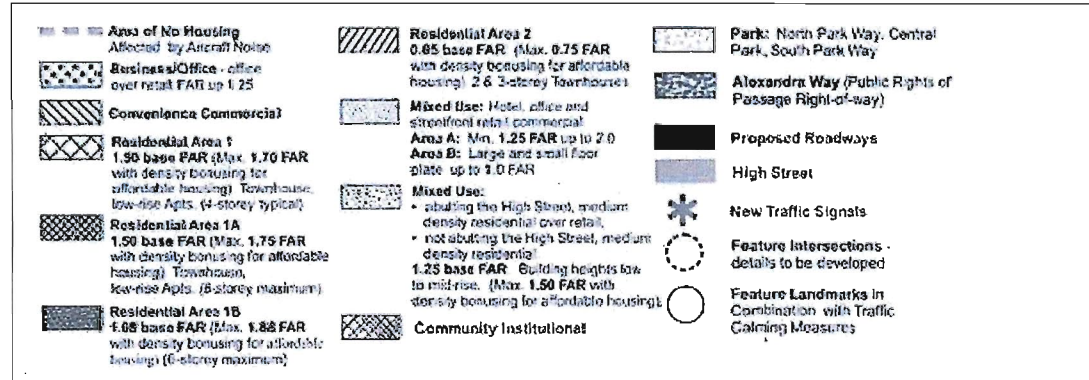 Area of No Housing
Affected by Aircraft Noise
Business/Office - office
over retail FAR up 1.25
Convenience Commercial
Residential Area 1
1.50 base FAR (Max. 1.70 FAR
with density bonusing for
affordable housing). Townhouse,
low-rise Apts. (4-storey typical)
Residential Area 1A
1.50 base FAR (Max. 1.75 FAR
with density bonusing for affordable
housing). Townhouse,
low-rise Apts. (6-storey maximum)
Residential Area 1B
1.68 base FAR (Max. 1.88 FAR
with density bonusing for affordable
housing) (6-storey maximum)
Residential Area 2
0.65 base FAR (Max. 0.75 FAR
with density bonusing for affordable
housing). 2 & 3-storey Townhouses
Mixed Use: Hotel, office and
streetfront retail commercial
Area A: Min. 1.25 FAR up to 2.0
Area B: Large and small floor
plate up to 1.0 FAR
Mixed Use:
• abutting the High Street, medium
density residential over retail,
• not abutting the High Street, medium
density residential
1.25 base FAR Building heights low
to mid-rise. (Max. 1.50 FAR with
density bonusing for affordable housing).
Community Institutional
Park: North Park Way, Central
Park, South Park Way
Alexandra Way (Public Rights of
Passage Right-of-way)
Proposed Roadways
High Street
New Traffic Signals
Feature Intersections -
details to be developed
Feature Landmarks in
Combination with Traffic
Calming Measures